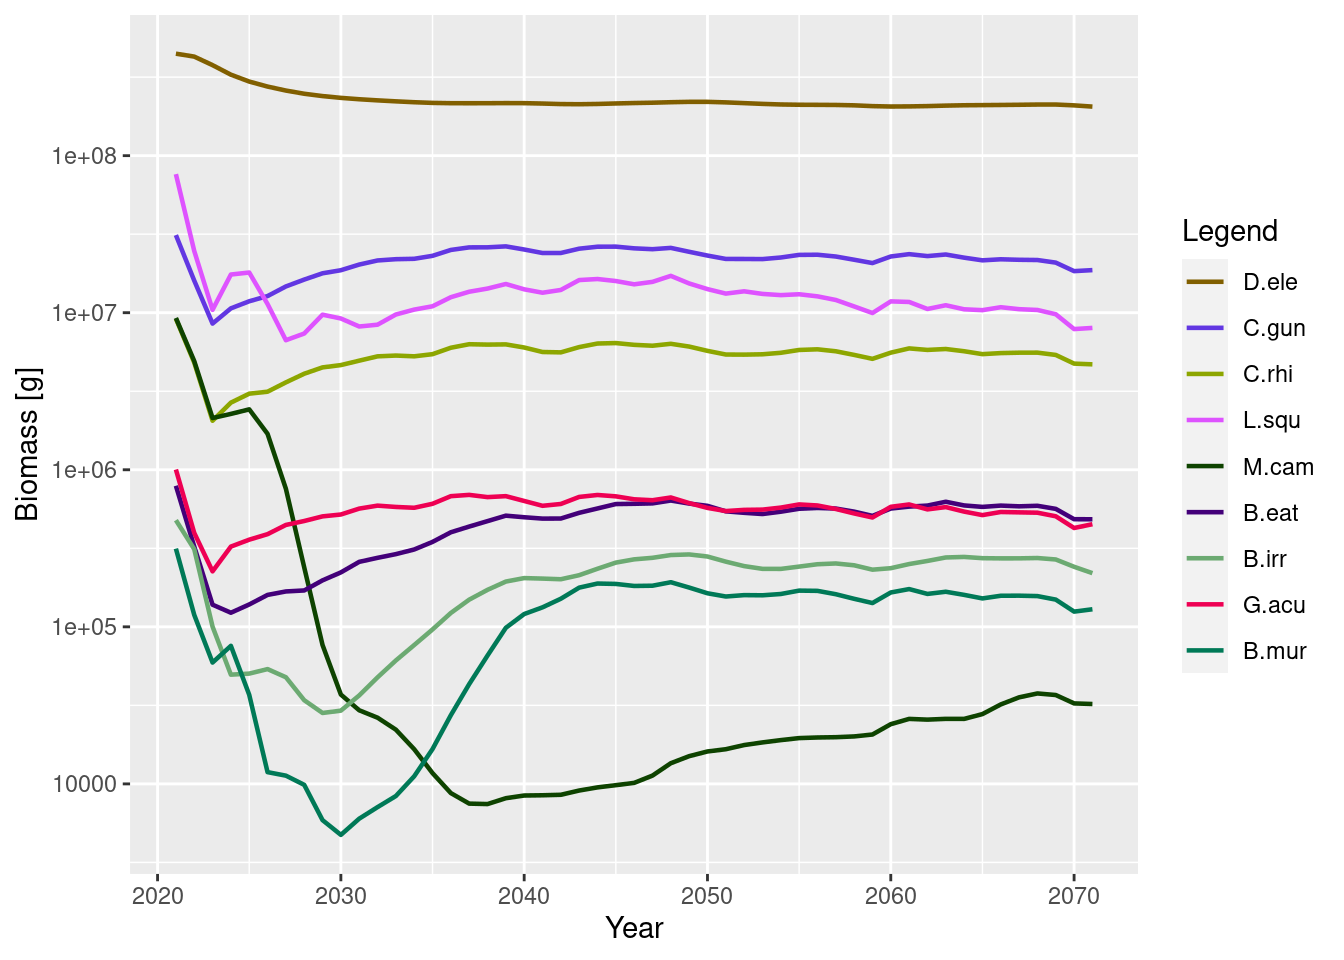 1e+08
1e+07
1e+06
1e+05
10000
Biomass [g]
2020
2030
2040
2050
2060
2070
Year
Legend
D.ele
C.gun
C.rhi
L.squ
M.cam
B.eat
B.irr
G.acu
B.mur